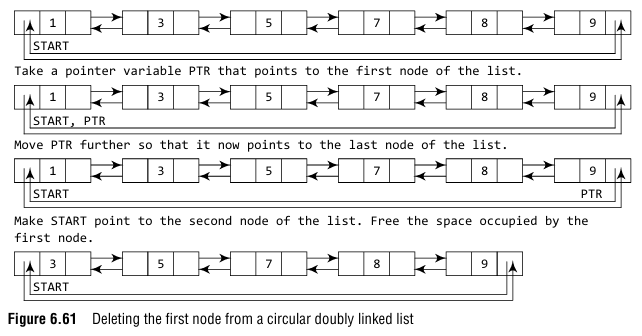 1 3 5 7 8 9
START
Take a pointer variable PTR that points to the first node of the list.
1 3 5 7 8 9
START, PTR
Move PTR further so that it now points to the last node of the list.
1 3 5 7 8 9
START PTR
Make START point to the second node of the list. Free the space occupied by the
first node.
3 5 7 8 9
START
Figure 6.61 Deleting the first node from a circular doubly linked list